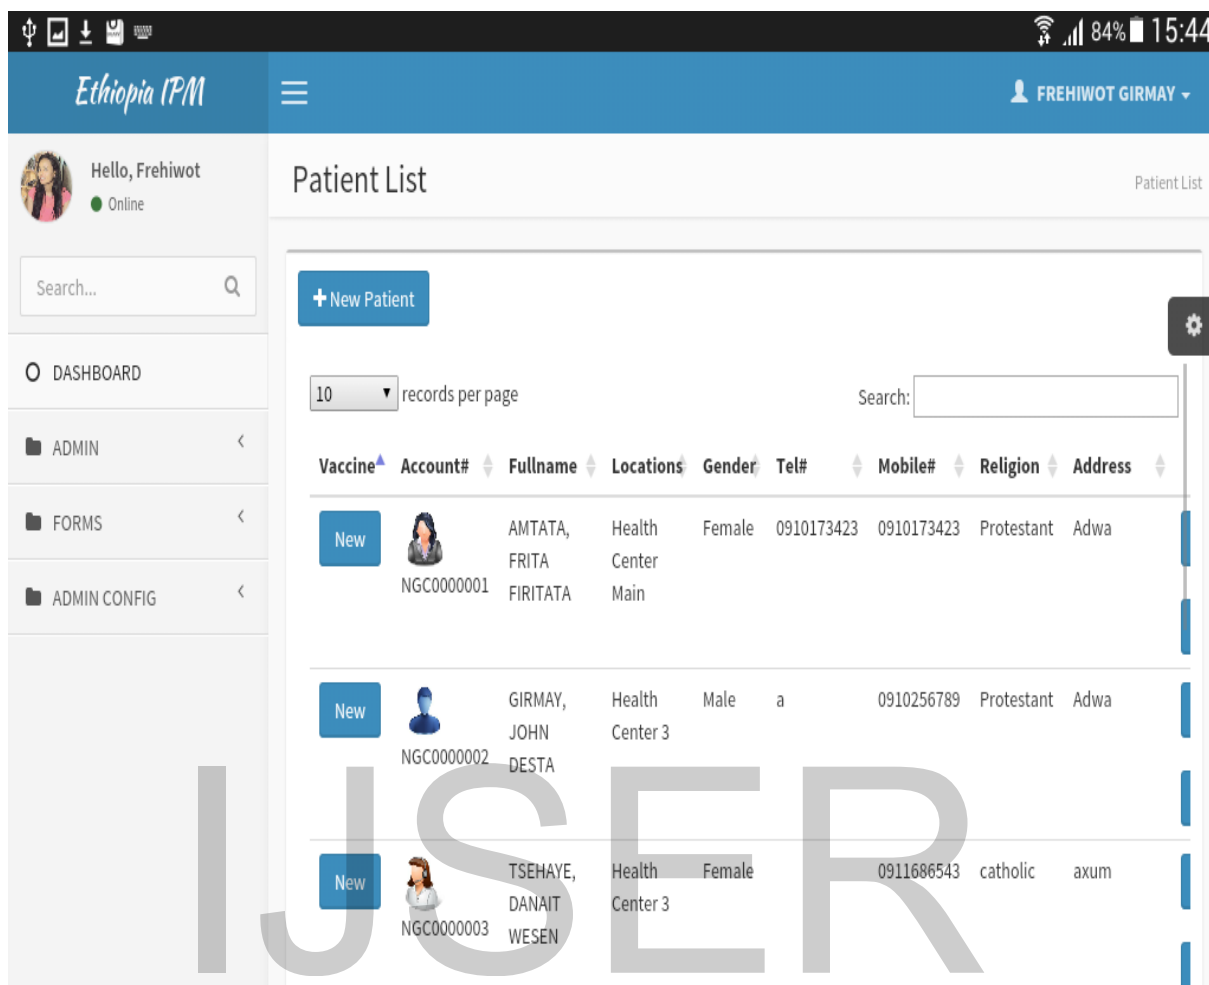 84% 15:44
Ethiopia IPM
FREHIWOT GIRMAY
Hello, Frehiwot
Online
Patient List
Patient List
Search...
+ New Patient
DASHBOARD
ADMIN
FORMS
ADMIN CONFIG
10 records per page
Search:
Vaccine Account# Fullname Locations Gender Tel# Mobile# Religion Address
New NGC0000001 AMTATA, Health Female 0910173423 0910173423 Protestant Adwa
FRITA Center
FIRITATA Main
New NGC0000002 GIRMAY, Health Male a 0910256789 Protestant Adwa
JOHN Center 3
DESTA
New NGC0000003 TSEHAYE, Health Female 0911686543 catholic axum
DANAIT Center 3
WESEN
IJSER